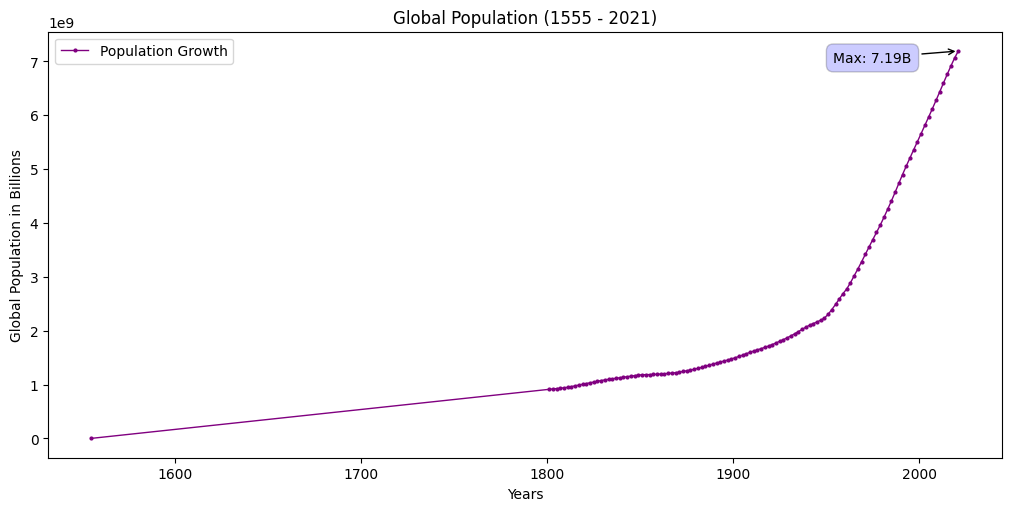 Global Population (1555 - 2021)
1e9
Population Growth
Max: 7.19B
7
6
5
4
3
2
1
0
Global Population in Billions
1600 1700 1800 1900 2000
Years